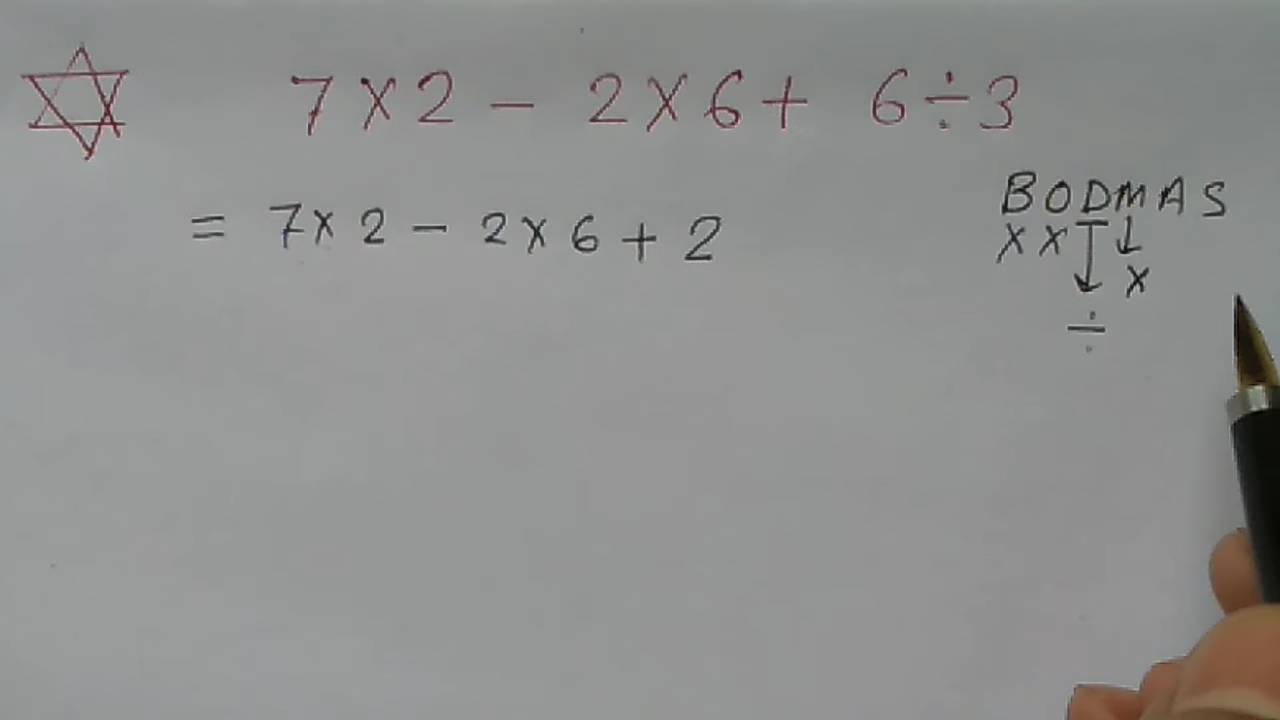 7 × 2 - 2 × 6 + 6 ÷ 3
BODMAS
= 7 × 2 - 2 × 6 + 2
× × ↓ ↓
×
÷